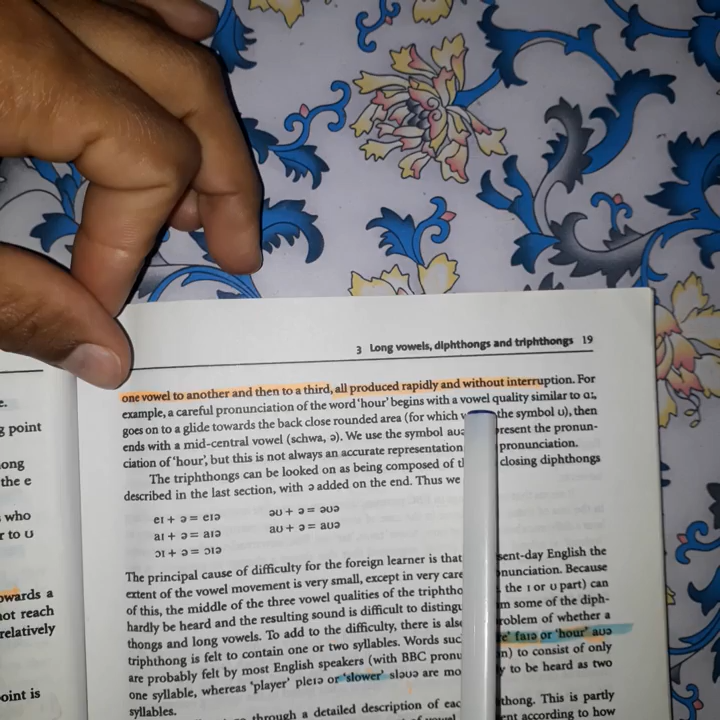 3 Long vowels, diphthongs and triphthongs 19
one vowel to another and then to a third, all produced rapidly and without interruption. For
example, a careful pronunciation of the word 'hour' begins with a vowel quality similar to ɑː,
goes on to a glide towards the back close rounded area (for which the symbol ʊ), then
ends with a mid-central vowel (schwa, ə). We use the symbol present the pronun-
ciation of 'hour', but this is not always an accurate representation pronunciation.
The triphthongs can be looked on as being composed of closing diphthongs
described in the last section, with ə added on the end. Thus we
eɪ + ə = eɪə əʊ + ə = əʊə
aɪ + ə = aɪə aʊ + ə = aʊə
ɔɪ + ə = ɔɪə
The principal cause of difficulty for the foreign learner is that sent-day English the
extent of the vowel movement is very small, except in very nunciation. Because
of this, the middle of the three vowel qualities of the the ɪ or ʊ part) can
hardly be heard and the resulting sound is difficult to some of the diph-
thongs and long vowels. To add to the difficulty, there is of whether a
triphthong is felt to contain one or two syllables. Words faɪə or 'hour' aʊə
are probably felt by most English speakers (with BBC to consist of only
one syllable, whereas 'player' pleɪə or 'slower' sləʊə are to be heard as two
syllables.
through a detailed description of This is partly
according to how
g point
ong
the e
who
r to ʊ
owards a
not reach
relatively
oint is